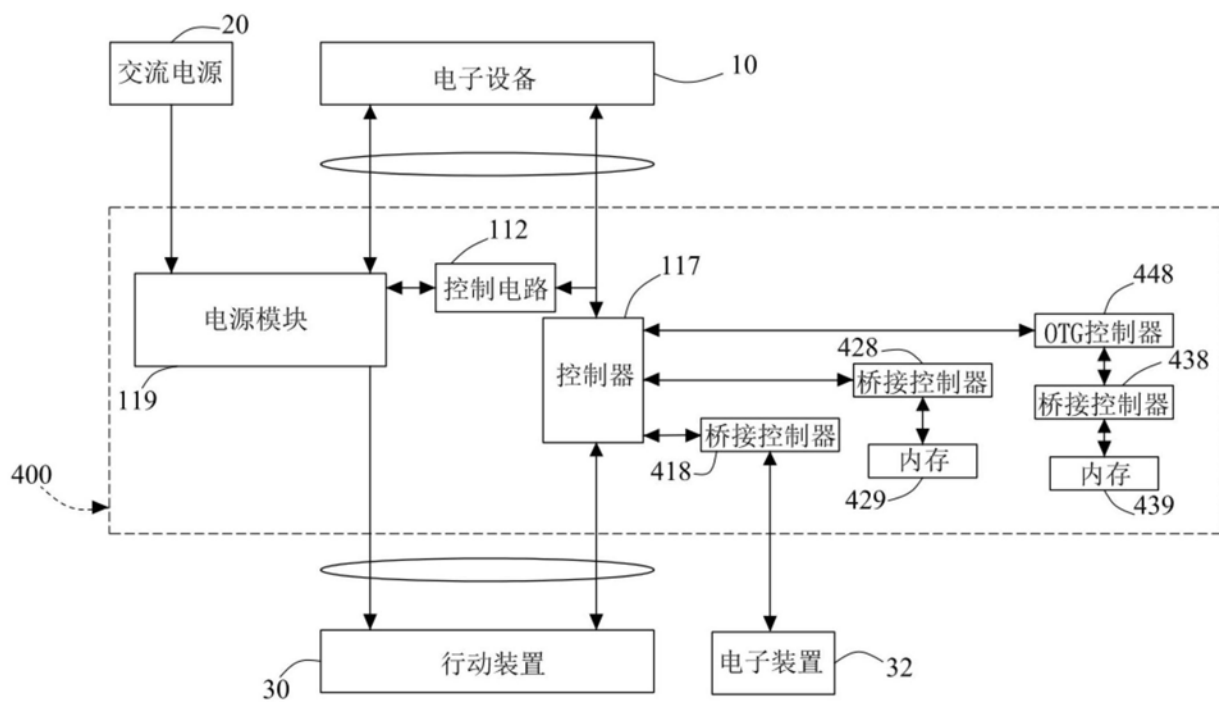 20
交流电源
电子设备
10
112
控制电路
117
448
电源模块
OTG控制器
428
438
控制器
桥接控制器
桥接控制器
119
桥接控制器
418
内存
内存
429
439
400
行动装置
30
电子装置
32